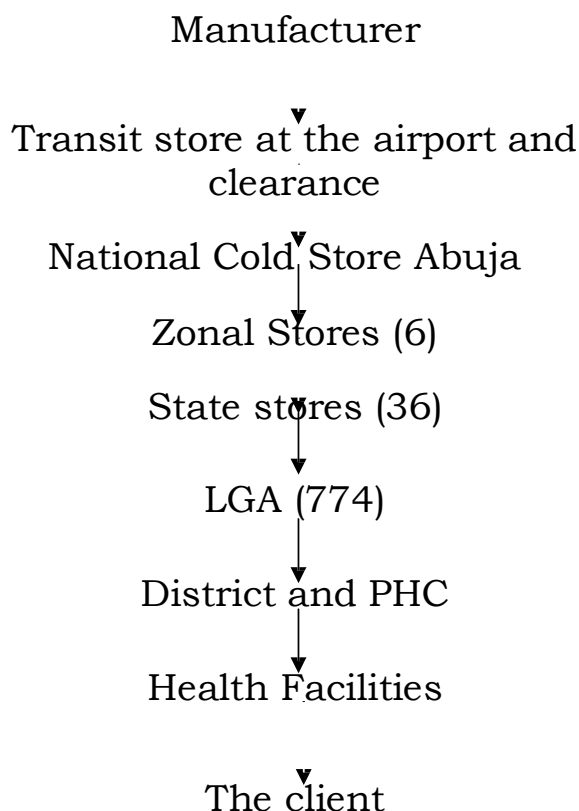 Manufacturer
Transit store at the airport and
clearance
National Cold Store Abuja
Zonal Stores (6)
State stores (36)
LGA (774)
District and PHC
Health Facilities
The client